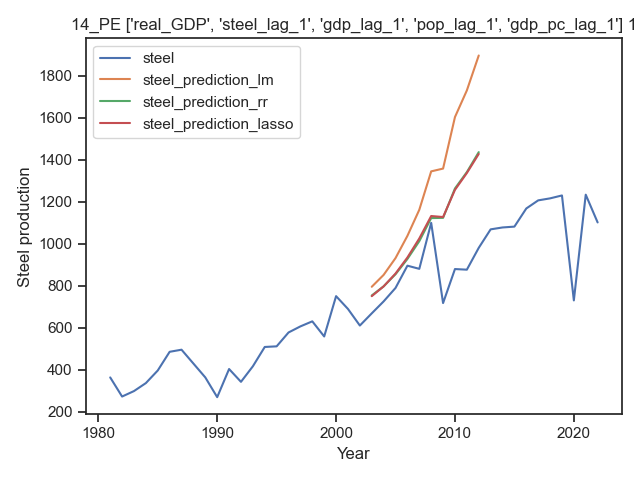 14_PE ['real_GDP', 'steel_lag_1', 'gdp_lag_1', 'pop_lag_1', 'gdp_pc_lag_1'] 1
steel
steel_prediction_lm
steel_prediction_rr
steel_prediction_lasso
Steel production
1800
1600
1400
1200
1000
800
600
400
200
1980
1990
2000
2010
2020
Year